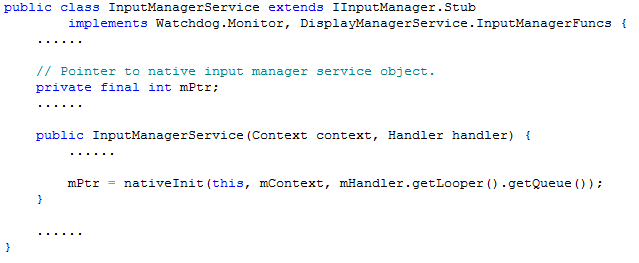 public class InputManagerService extends IInputManager.Stub
        implements Watchdog.Monitor, DisplayManagerService.InputManagerFuncs {
    ......

    // Pointer to native input manager service object.
    private final int mPtr;
    ......

    public InputManagerService(Context context, Handler handler) {
        ......

        mPtr = nativeInit(this, mContext, mHandler.getLooper().getQueue());
    }

    ......
}